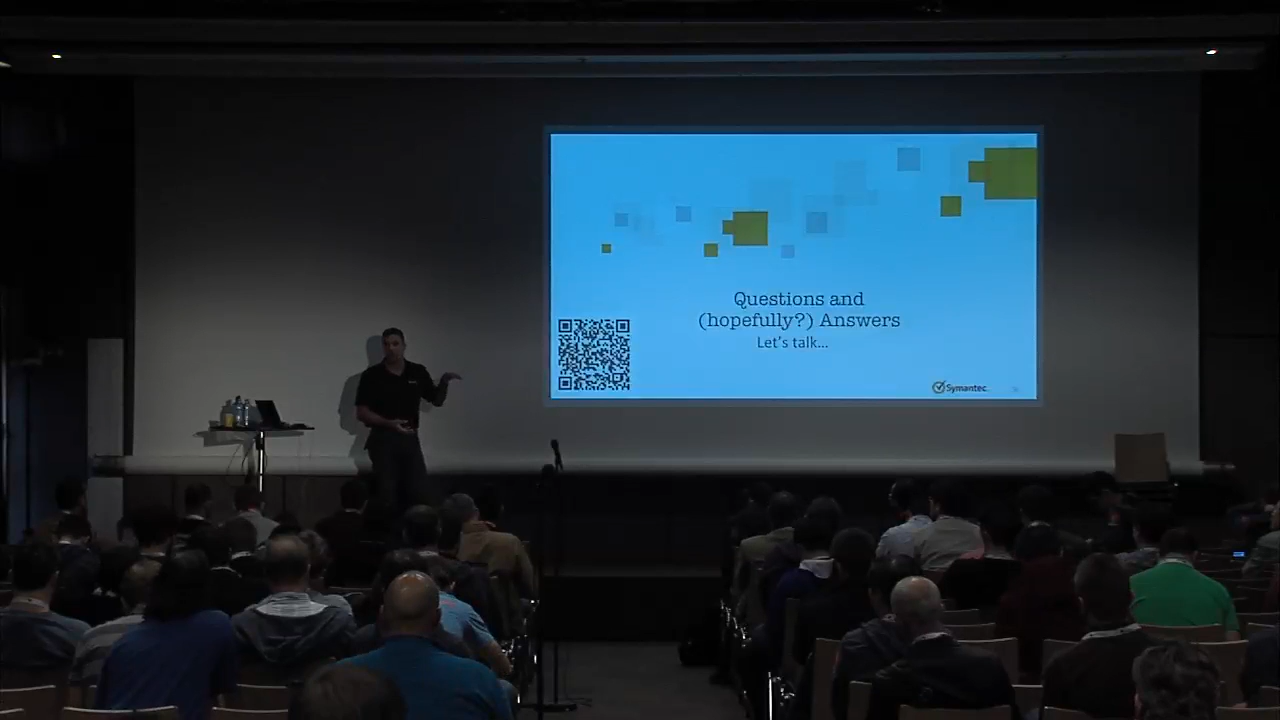 Questions and
(hopefully?) Answers
Let's talk...
Symantec